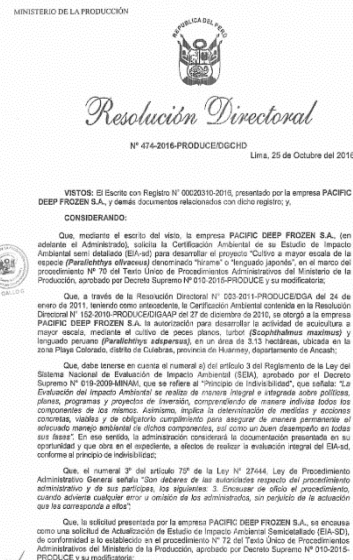 MINISTERIO DE LA PRODUCCIÓN
REPUBLICA DEL PERÚ
Resolución Directoral
N° 474-2016-PRODUCE/DGCHD
Lima, 25 de Octubre del 2016
VISTOS: El Escrito con Registro N° 00020310-2016, presentado por la empresa PACIFIC
DEEP FROZEN S.A., y demás documentos relacionados con dicho registro; y,
CONSIDERANDO:
Que, mediante el escrito del visto, la empresa PACIFIC DEEP FROZEN S.A., (en
adelante el Administrado), solicita la Certificación Ambiental de su Estudio de Impacto
Ambiental semi detallado (EIA-sd) para desarrollar el proyecto "Cultivo a mayor escala de la
especie (Paralichthys olivaceus) denominado "hirame" o "lenguado japonés", en el marco del
procedimiento N° 70 del Texto Único de Procedimientos Administrativos del Ministerio de la
Producción, aprobado por Decreto Supremo N° 010-2015-PRODUCE y su modificatoria;
Que, a través de la Resolución Directoral N° 003-2011-PRODUCE/DGA del 24 de
enero de 2011, teniendo como antecedente, la Certificación Ambiental contenida en la Resolución
Directoral N° 152-2010-PRODUCE/DIGAAP del 27 de diciembre de 2010, se otorgó a la empresa
PACIFIC DEEP FROZEN S.A. la autorización para desarrollar la actividad de acuicultura a
mayor escala, mediante el cultivo de peces planos, turbot (Scophthalmus maximus) y
lenguado peruano (Paralichthys adspersus), en un área de 3.13 hectáreas, ubicada en la
zona Playa Colorado, distrito de Culebras, provincia de Huarmey, departamento de Ancash;
Que, debe tenerse en cuenta el numeral a) del artículo 3 del Reglamento de la Ley del
Sistema Nacional de Evaluación de Impacto Ambiental (SEIA), aprobado por el Decreto
Supremo N° 019-2009-MINAM, que se refiere al "Principio de Indivisibilidad", que señala: "La
Evaluación del Impacto Ambiental se realiza de manera integral e integrada sobre políticas,
planes, programas y proyectos de inversión, comprendiendo de manera indivisa todos los
componentes de los mismos. Asimismo, implica la determinación de medidas y acciones
concretas, viables y de obligatorio cumplimiento para asegurar de manera permanente el
adecuado manejo ambiental de dichos componentes, así como un buen desempeño en todas
sus fases". En ese sentido, la administración considerará la documentación presentada en su
oportunidad y que obra en el expediente, a efectos de realizar la evaluación integral del EIA-sd,
conforme al principio de indivisibilidad;
Que, el numeral 3° del artículo 75° de la Ley N° 27444, Ley de Procedimiento
Administrativo General señala "Son deberes de las autoridades respecto del procedimiento
administrativo y de sus partícipes, los siguientes: 3. Encauzar de oficio el procedimiento,
cuando advierta cualquier error u omisión de los administrados, sin perjuicio de la actuación
que les corresponda a ellos";
Que, la solicitud presentada por la empresa PACIFIC DEEP FROZEN S.A., se encausa
como una solicitud de Actualización de Estudio de Impacto Ambiental Semidetallado (EIA-SD),
de conformidad a lo establecido en el procedimiento N° 72 del Texto Único de Procedimientos
Administrativos del Ministerio de la Producción, aprobado por Decreto Supremo N° 010-2015-
PRODUCE y su modificatoria;